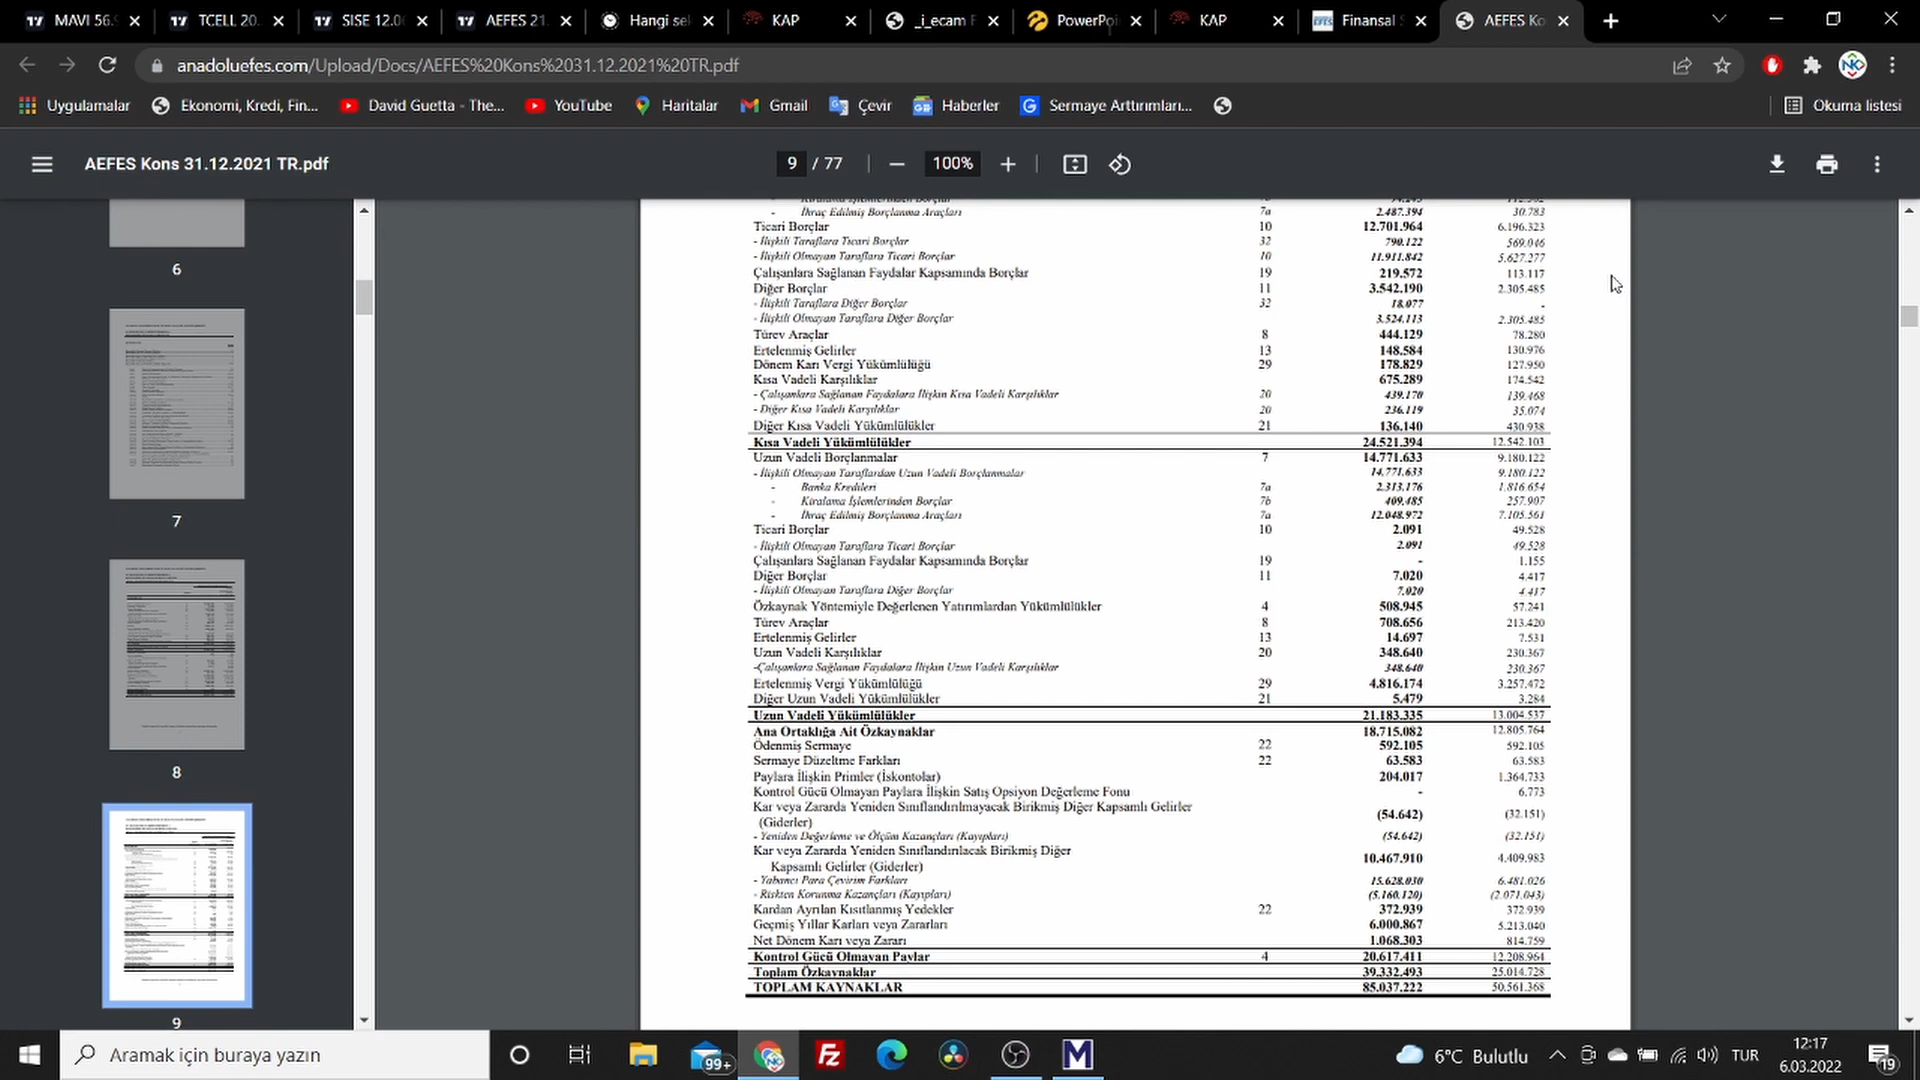 MAVI 56.
TCELL 20.
SISE 12.0
AEFES 21.
Hangi se
KAP
_i_ecam F
PowerPoi
KAP
Finansal
AEFES Ko
anadoluefes.com/Upload/Docs/AEFES%20Kons%2031.12.2021%20TR.pdf
Uygulamalar
Ekonomi, Kredi, Fin...
David Guetta - The...
YouTube
Haritalar
Gmail
Çevir
Haberler
Sermaye Arttırımları...
Okuma listesi
AEFES Kons 31.12.2021 TR.pdf
9 / 77
100%
6
7
8
9
- İhraç Edilmiş Borçlanma Araçları 7a 2.487.394 30.783
Ticari Borçlar 10 12.701.964 6.196.323
- İlişkili Taraflara Ticari Borçlar 32 790.122 569.046
- İlişkili Olmayan Taraflara Ticari Borçlar 10 11.911.842 5.627.277
Çalışanlara Sağlanan Faydalar Kapsamında Borçlar 19 219.572 113.117
Diğer Borçlar 11 3.542.190 2.305.485
- İlişkili Taraflara Diğer Borçlar 32 18.077 -
- İlişkili Olmayan Taraflara Diğer Borçlar 3.524.113 2.305.485
Türev Araçlar 8 444.129 78.280
Ertelenmiş Gelirler 13 148.584 130.976
Dönem Karı Vergi Yükümlülüğü 29 178.829 127.950
Kısa Vadeli Karşılıklar 675.289 174.542
- Çalışanlara Sağlanan Faydalara İlişkin Kısa Vadeli Karşılıklar 20 439.170 139.468
- Diğer Kısa Vadeli Karşılıklar 20 236.119 35.074
Diğer Kısa Vadeli Yükümlülükler 21 136.140 430.938
Kısa Vadeli Yükümlülükler 24.521.394 12.542.103
Uzun Vadeli Borçlanmalar 7 14.771.633 9.180.122
- İlişkili Olmayan Taraflardan Uzun Vadeli Borçlanmalar 14.771.633 9.180.122
- Banka Kredileri 7a 2.313.176 1.816.654
- Kiralama İşlemlerinden Borçlar 7b 409.485 257.907
- İhraç Edilmiş Borçlanma Araçları 7a 12.048.972 7.105.561
Ticari Borçlar 10 2.091 49.528
- İlişkili Olmayan Taraflara Ticari Borçlar 2.091 49.528
Çalışanlara Sağlanan Faydalar Kapsamında Borçlar 19 - 1.155
Diğer Borçlar 11 7.020 4.417
- İlişkili Olmayan Taraflara Diğer Borçlar 7.020 4.417
Özkaynak Yöntemiyle Değerlenen Yatırımlardan Yükümlülükler 4 508.945 57.241
Türev Araçlar 8 708.656 213.420
Ertelenmiş Gelirler 13 14.697 7.531
Uzun Vadeli Karşılıklar 20 348.640 230.367
-Çalışanlara Sağlanan Faydalara İlişkin Uzun Vadeli Karşılıklar 348.640 230.367
Ertelenmiş Vergi Yükümlülüğü 29 4.816.174 3.257.472
Diğer Uzun Vadeli Yükümlülükler 21 5.479 3.284
Uzun Vadeli Yükümlülükler 21.183.335 13.004.537
Ana Ortaklığa Ait Özkaynaklar 18.715.082 12.805.764
Ödenmiş Sermaye 22 592.105 592.105
Sermaye Düzeltme Farkları 22 63.583 63.583
Paylara İlişkin Primler (İskontolar) 204.017 1.364.733
Kontrol Gücü Olmayan Paylara İlişkin Satış Opsiyon Değerleme Fonu - 6.773
Kar veya Zararda Yeniden Sınıflandırılmayacak Birikmiş Diğer Kapsamlı Gelirler
(Giderler) (54.642) (32.151)
- Yeniden Değerleme ve Ölçüm Kazançları (Kayıpları) (54.642) (32.151)
Kar veya Zararda Yeniden Sınıflandırılacak Birikmiş Diğer
Kapsamlı Gelirler (Giderler) 10.467.910 4.409.983
- Yabancı Para Çevirim Farkları 15.628.030 6.481.026
- Riskten Korunma Kazançları (Kayıpları) (5.160.120) (2.071.043)
Kardan Ayrılan Kısıtlanmış Yedekler 22 372.939 372.939
Geçmiş Yıllar Karları veya Zararları 6.000.867 5.213.040
Net Dönem Karı veya Zararı 1.068.303 814.759
Kontrol Gücü Olmayan Paylar 4 20.617.411 12.208.964
Toplam Özkaynaklar 39.332.493 25.014.728
TOPLAM KAYNAKLAR 85.037.222 50.561.368
Aramak için buraya yazın
99+
6°C Bulutlu
TUR
12:17
6.03.2022
19